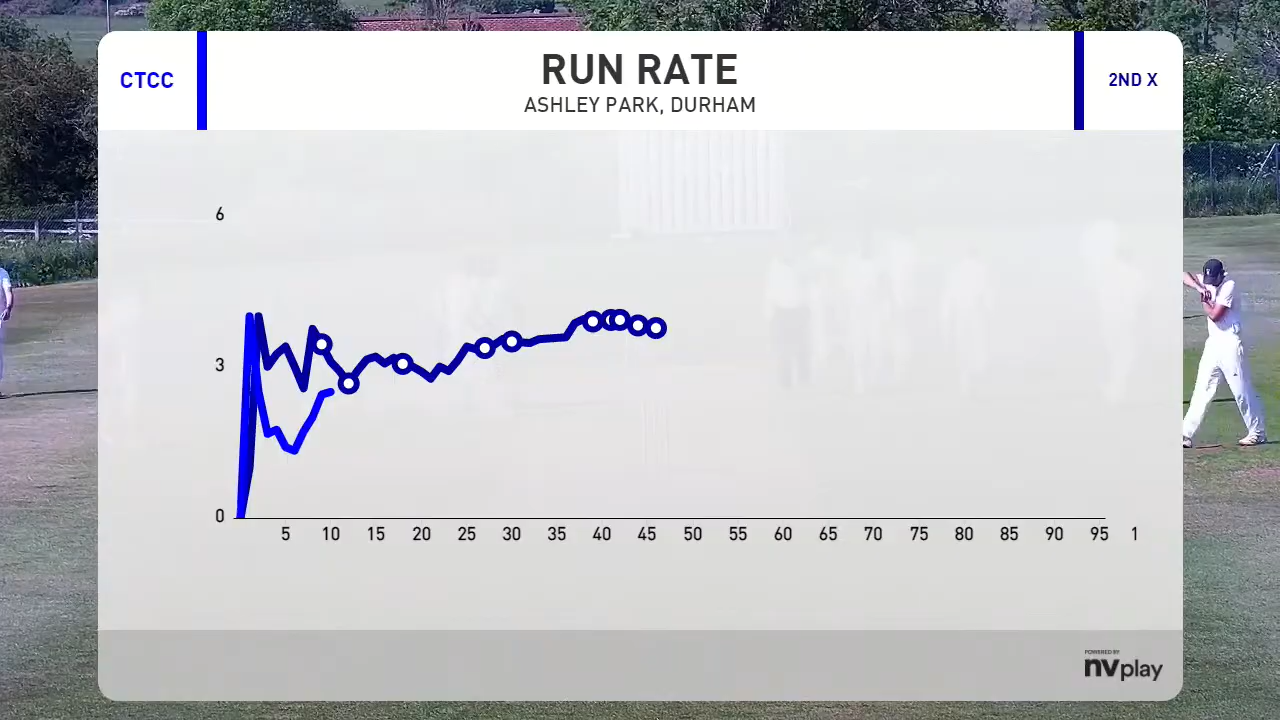 CTCC
RUN RATE
ASHLEY PARK, DURHAM
2ND X
6
3
0
5 10 15 20 25 30 35 40 45 50 55 60 65 70 75 80 85 90 95 1
POWERED BY
nvplay